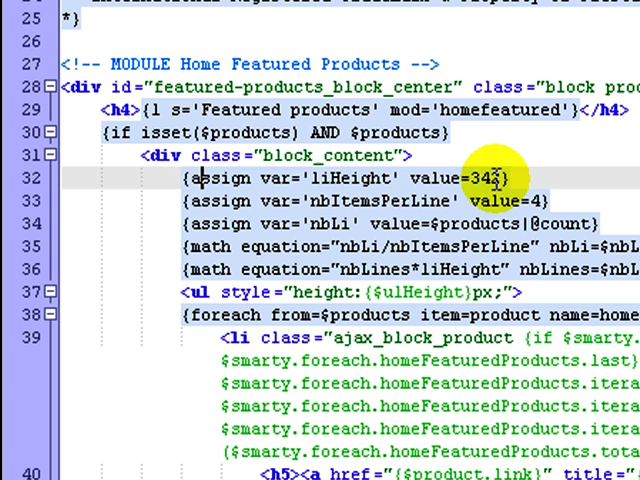 25 *}
26
27 <!-- MODULE Home Featured Products -->
28 <div id="featured-products_block_center" class="block prod
29 <h4>{l s='Featured products' mod='homefeatured'}</h4>
30 {if isset($products) AND $products}
31 <div class="block_content">
32 {assign var='liHeight' value=342}
33 {assign var='nbItemsPerLine' value=4}
34 {assign var='nbLi' value=$products|@count}
35 {math equation="nbLi/nbItemsPerLine" nbLi=$nbL
36 {math equation="nbLines*liHeight" nbLines=$nbL
37 <ul style="height:{$ulHeight}px;">
38 {foreach from=$products item=product name=home
39 <li class="ajax_block_product {if $smarty.
$smarty.foreach.homeFeaturedProducts.last}
$smarty.foreach.homeFeaturedProducts.itera
$smarty.foreach.homeFeaturedProducts.itera
$smarty.foreach.homeFeaturedProducts.itera
($smarty.foreach.homeFeaturedProducts.tota
40 <h5><a href="{$product.link}" title="{